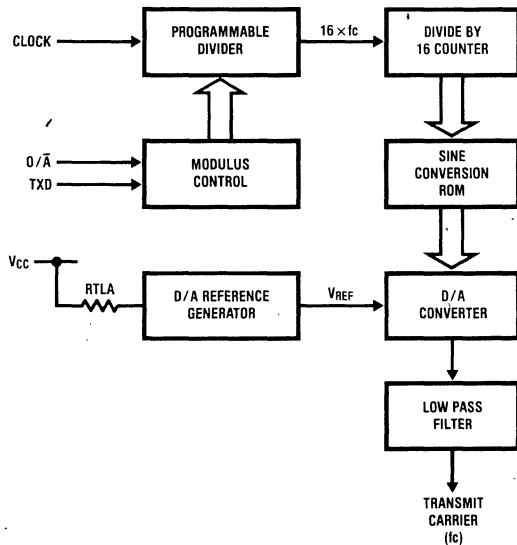 CLOCK
PROGRAMMABLE
DIVIDER
16 × fc
DIVIDE BY
16 COUNTER
O/Ā
TXD
MODULUS
CONTROL
SINE
CONVERSION
ROM
VCC
RTLA
D/A REFERENCE
GENERATOR
VREF
D/A
CONVERTER
LOW PASS
FILTER
TRANSMIT
CARRIER
(fc)